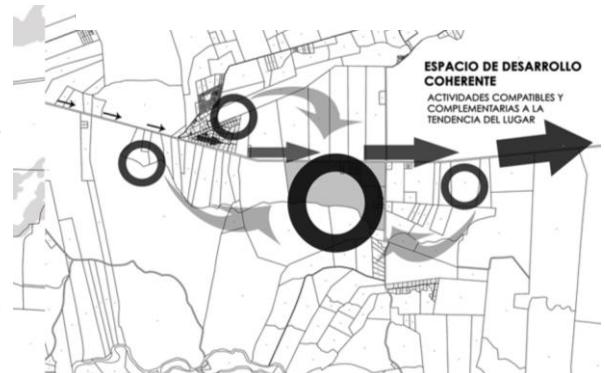 ESPACIO DE DESARROLLO
COHERENTE
ACTIVIDADES COMPATIBLES Y
COMPLEMENTARIAS A LA
TENDENCIA DEL LUGAR